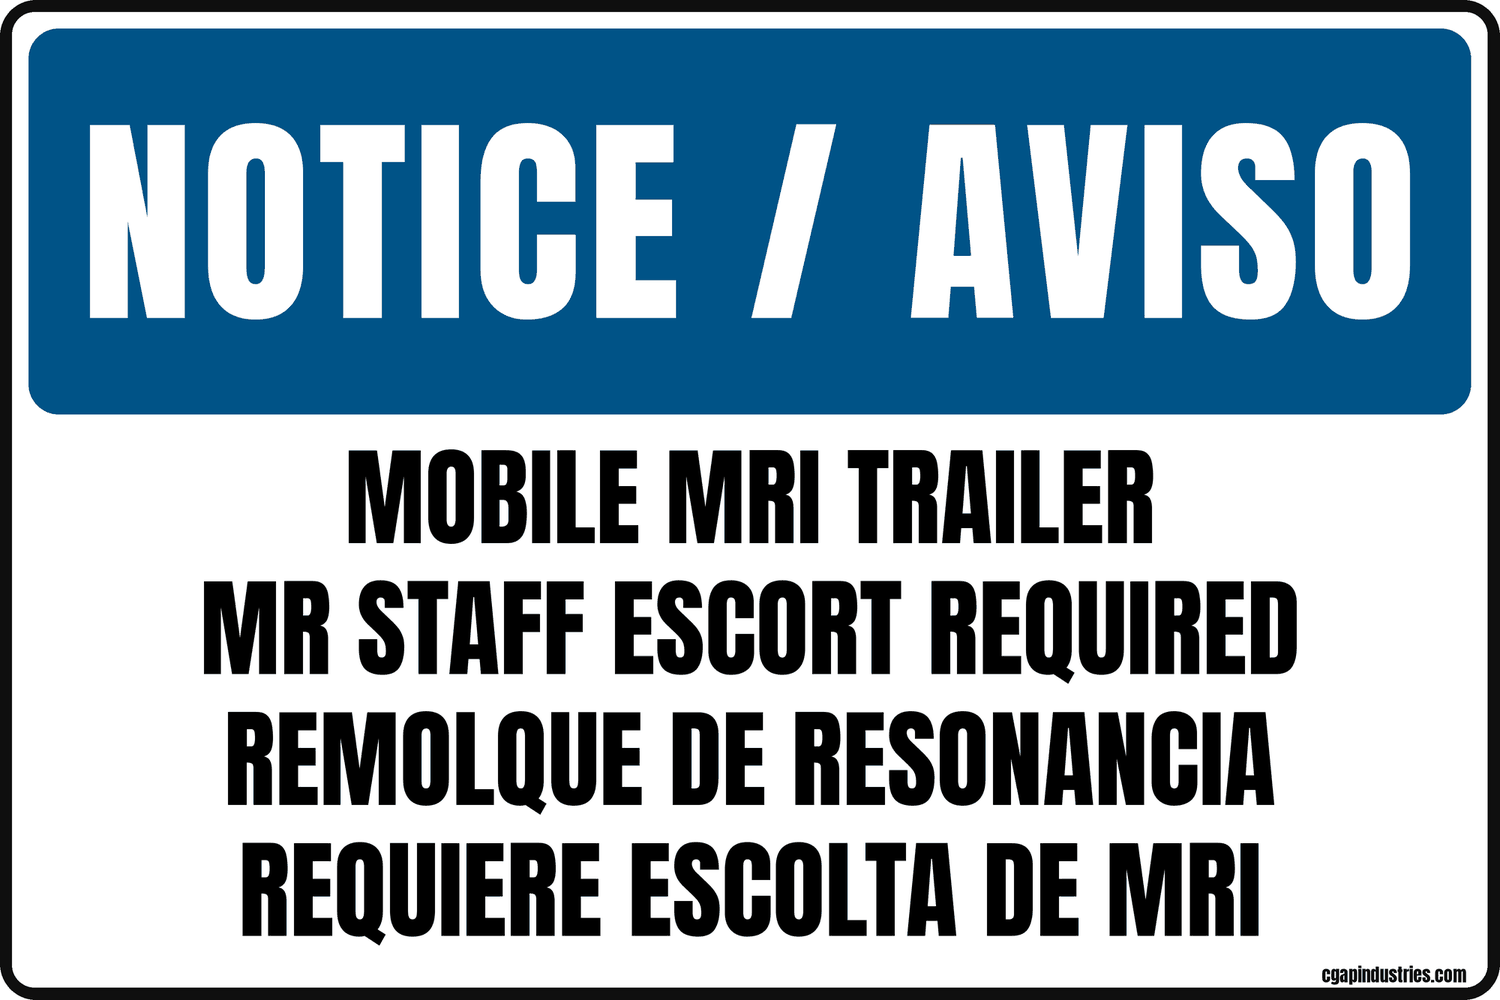 NOTICE / AVISO
MOBILE MRI TRAILER
MR STAFF ESCORT REQUIRED
REMOLQUE DE RESONANCIA
REQUIERE ESCOLTA DE MRI
cgapindustries.com